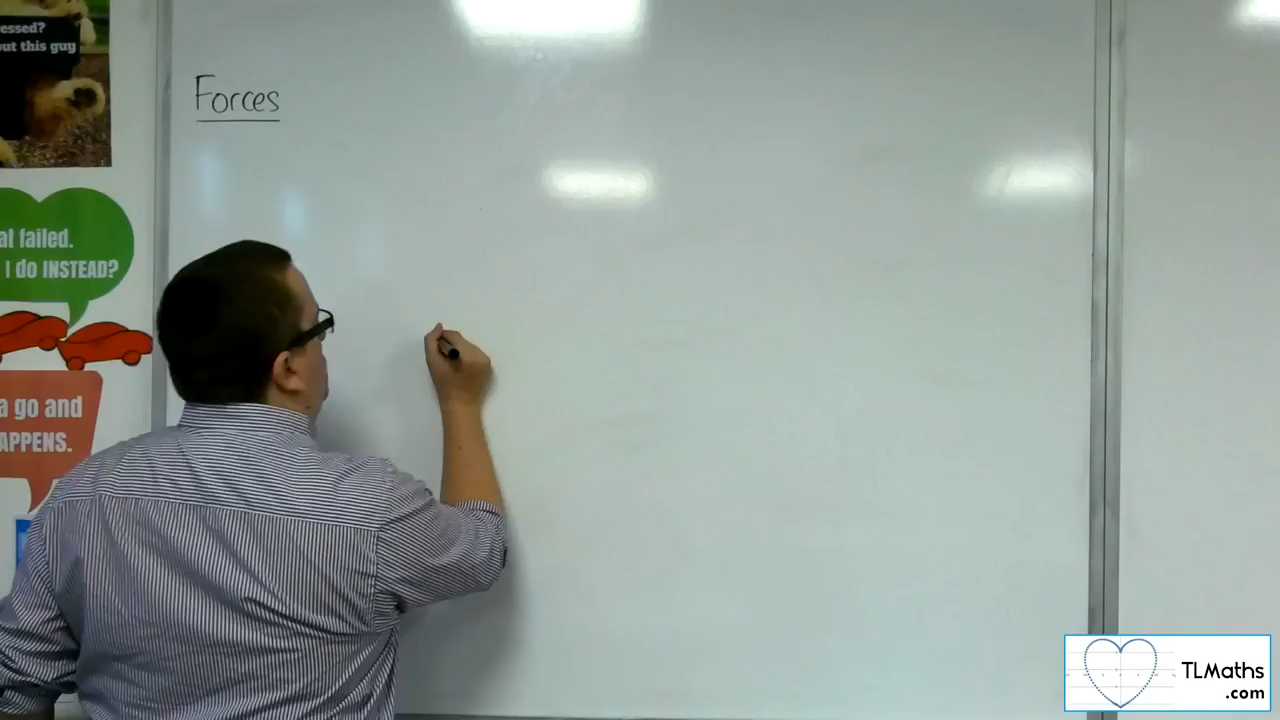 essed?
out this guy
Forces
al failed.
I do INSTEAD?
a go and
APPENS.
TLMaths
.com